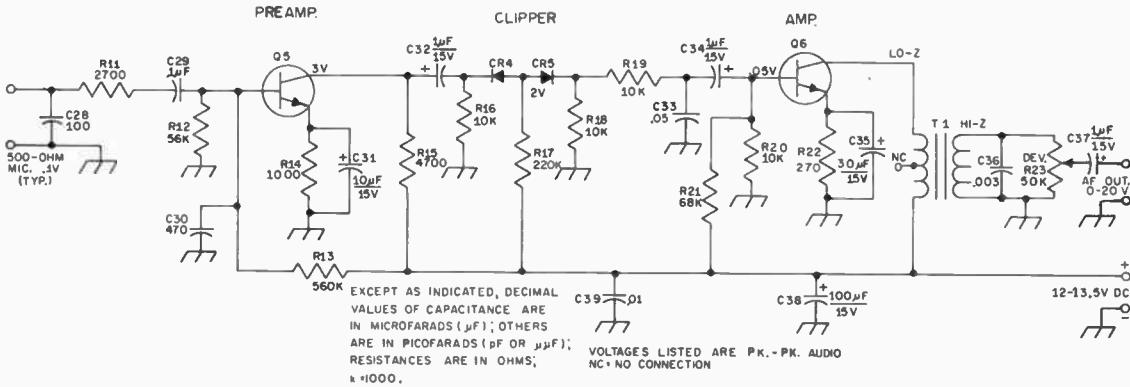 PREAMP.
CLIPPER
AMP.
R11
2700
C29
1µF
Q5
3V
C32
1µF
15V
CR4
CR5
2V
R19
10K
C34
1µF
15V
Q6
Q5V
LO-Z
C28
100
R12
56K
R16
10K
R18
10K
C33
.05
500-OHM
MIC. .1V
(TYP.)
R14
1000
C31
10µF
15V
R15
4700
R17
220K
R20
10K
R22
270
C35
30µF
15V
NC
T1
HI-Z
C36
.003
DEV.
R23
50K
C37
1µF
15V
AF OUT.
0-20 V.
R21
68K
C30
470
R13
560K
C39
.01
C38
100µF
15V
12-13.5V DC
EXCEPT AS INDICATED, DECIMAL
VALUES OF CAPACITANCE ARE
IN MICROFARADS (µF); OTHERS
ARE IN PICOFARADS (pF OR µµF);
RESISTANCES ARE IN OHMS;
k =1000.
VOLTAGES LISTED ARE PK.-PK. AUDIO
NC= NO CONNECTION